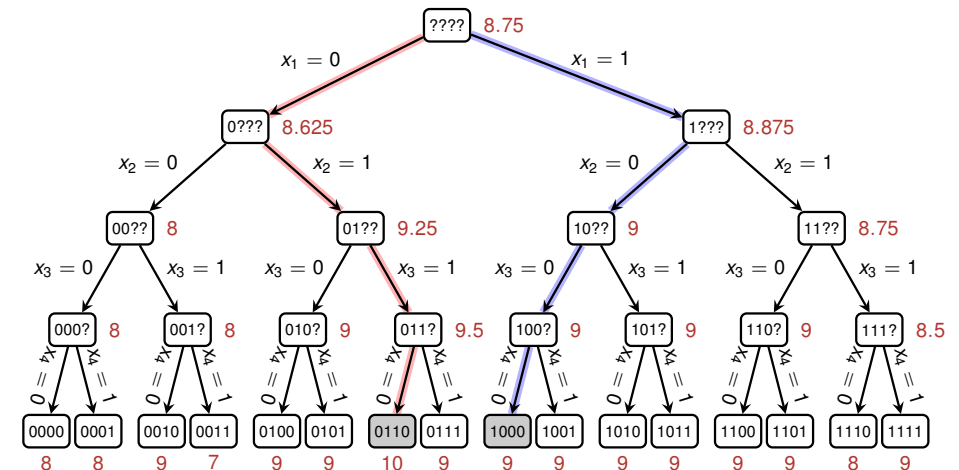 ???? 8.75
x1 = 0 x1 = 1
0??? 8.625 1??? 8.875
x2 = 0 x2 = 1 x2 = 0 x2 = 1
00?? 8 01?? 9.25 10?? 9 11?? 8.75
x3 = 0 x3 = 1 x3 = 0 x3 = 1 x3 = 0 x3 = 1 x3 = 0 x3 = 1
000? 8 001? 8 010? 9 011? 9.5 100? 9 101? 9 110? 9 111? 8.5
x4 = 0 x4 = 1 x4 = 0 x4 = 1 x4 = 0 x4 = 1 x4 = 0 x4 = 1 x4 = 0 x4 = 1 x4 = 0 x4 = 1 x4 = 0 x4 = 1 x4 = 0 x4 = 1
0000 0001 0010 0011 0100 0101 0110 0111 1000 1001 1010 1011 1100 1101 1110 1111
8 8 9 7 9 9 10 9 9 9 9 9 9 9 8 9